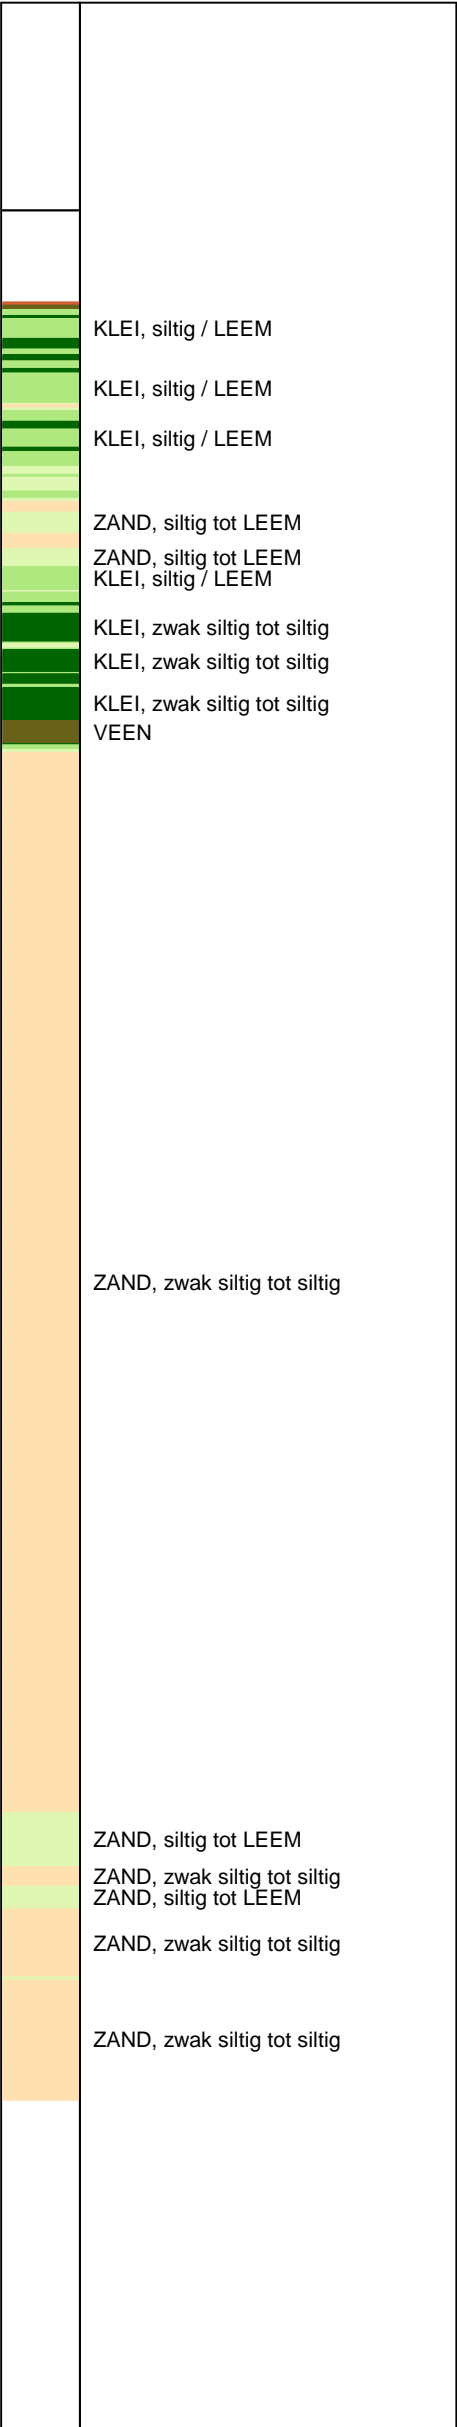 KLEI, siltig / LEEM
KLEI, siltig / LEEM
KLEI, siltig / LEEM
ZAND, siltig tot LEEM
ZAND, siltig tot LEEM
KLEI, siltig / LEEM
KLEI, zwak siltig tot siltig
KLEI, zwak siltig tot siltig
KLEI, zwak siltig tot siltig
VEEN
ZAND, zwak siltig tot siltig
ZAND, siltig tot LEEM
ZAND, zwak siltig tot siltig
ZAND, siltig tot LEEM
ZAND, zwak siltig tot siltig
ZAND, zwak siltig tot siltig